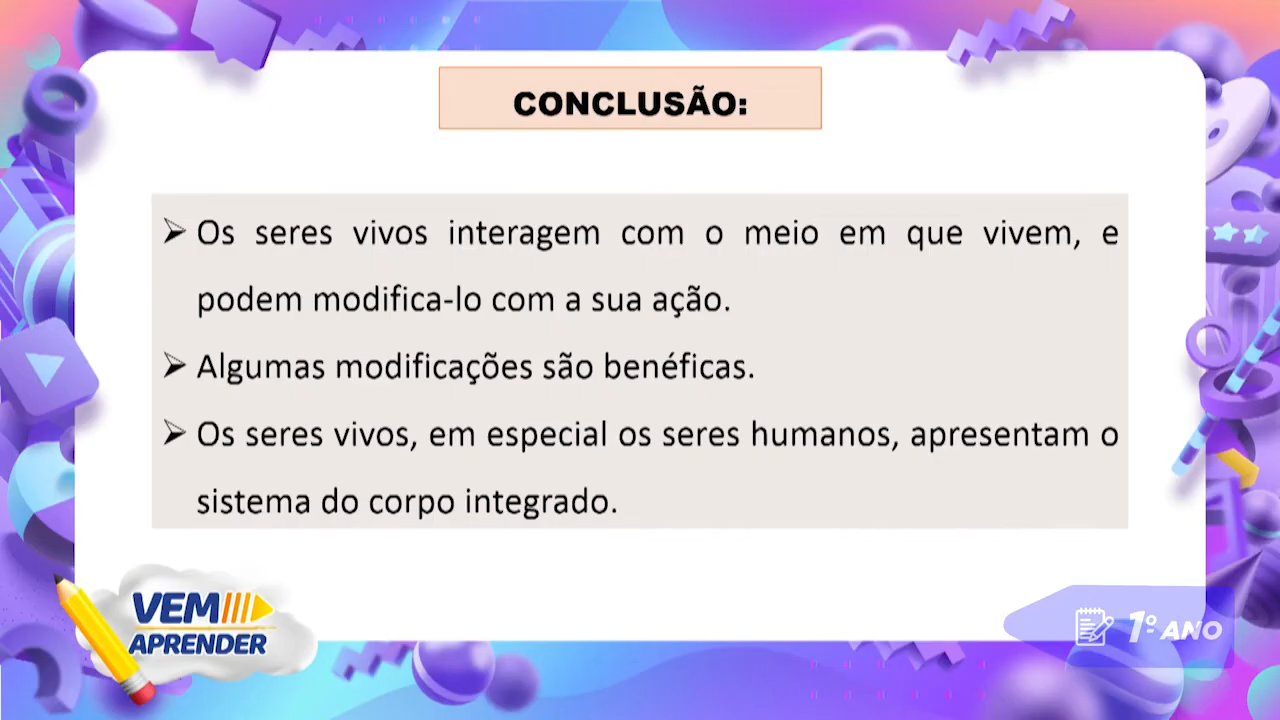 CONCLUSÃO:
➢ Os seres vivos interagem com o meio em que vivem, e
podem modifica-lo com a sua ação.
➢ Algumas modificações são benéficas.
➢ Os seres vivos, em especial os seres humanos, apresentam o
sistema do corpo integrado.
VEM
APRENDER
1º ANO